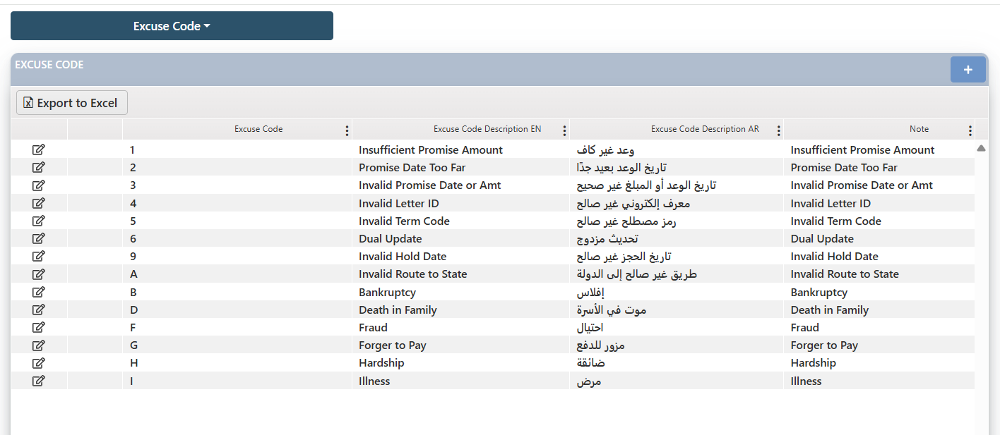 Excuse Code
EXCUSE CODE
+
Export to Excel
Excuse Code Excuse Code Description EN Excuse Code Description AR Note
1 Insufficient Promise Amount وعد غير كاف Insufficient Promise Amount
2 Promise Date Too Far تاريخ الوعد بعيد جدًا Promise Date Too Far
3 Invalid Promise Date or Amt تاريخ الوعد أو المبلغ غير صحيح Invalid Promise Date or Amt
4 Invalid Letter ID معرف إلكتروني غير صالح Invalid Letter ID
5 Invalid Term Code رمز مصطلح غير صالح Invalid Term Code
6 Dual Update تحديث مزدوج Dual Update
9 Invalid Hold Date تاريخ الحجز غير صالح Invalid Hold Date
A Invalid Route to State طريق غير صالح إلى الدولة Invalid Route to State
B Bankruptcy إفلاس Bankruptcy
D Death in Family موت في الأسرة Death in Family
F Fraud احتيال Fraud
G Forger to Pay مزور للدفع Forger to Pay
H Hardship ضائقة Hardship
I Illness مرض Illness